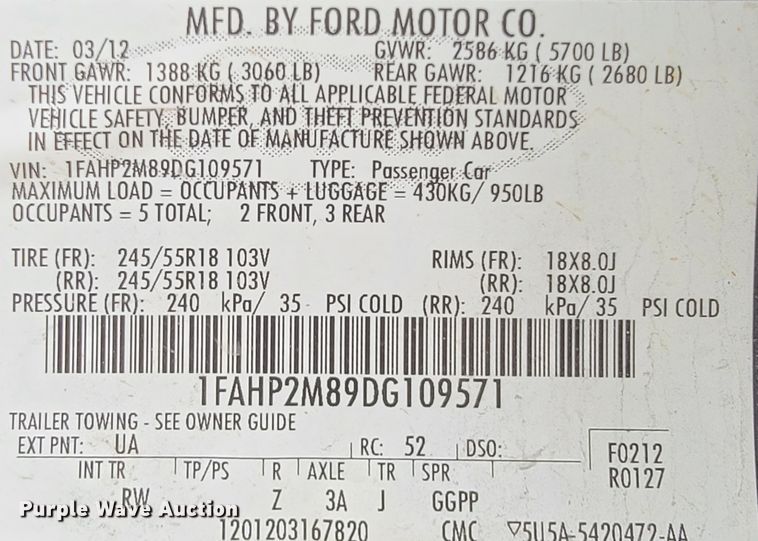 MFD. BY FORD MOTOR CO.
DATE: 03/12 GVWR: 2586 KG ( 5700 LB)
FRONT GAWR: 1388 KG ( 3060 LB) REAR GAWR: 1216 KG ( 2680 LB)
THIS VEHICLE CONFORMS TO ALL APPLICABLE FEDERAL MOTOR
VEHICLE SAFETY, BUMPER, AND THEFT PREVENTION STANDARDS
IN EFFECT ON THE DATE OF MANUFACTURE SHOWN ABOVE.
VIN: 1FAHP2M89DG109571 TYPE: Passenger Car
MAXIMUM LOAD = OCCUPANTS + LUGGAGE = 430KG/ 950LB
OCCUPANTS = 5 TOTAL; 2 FRONT, 3 REAR
TIRE (FR): 245/55R18 103V RIMS (FR): 18X8.0J
(RR): 245/55R18 103V (RR): 18X8.0J
PRESSURE (FR): 240 kPa/ 35 PSI COLD (RR): 240 kPa/ 35 PSI COLD
1FAHP2M89DG109571
TRAILER TOWING - SEE OWNER GUIDE
EXT PNT: UA RC: 52 DSO: F0212
INT TR TP/PS R AXLE TR SPR R0127
RW Z 3A J GGPP
Purple Wave Auction
1201203167820 CMC ▽5U5A-5420472-AA